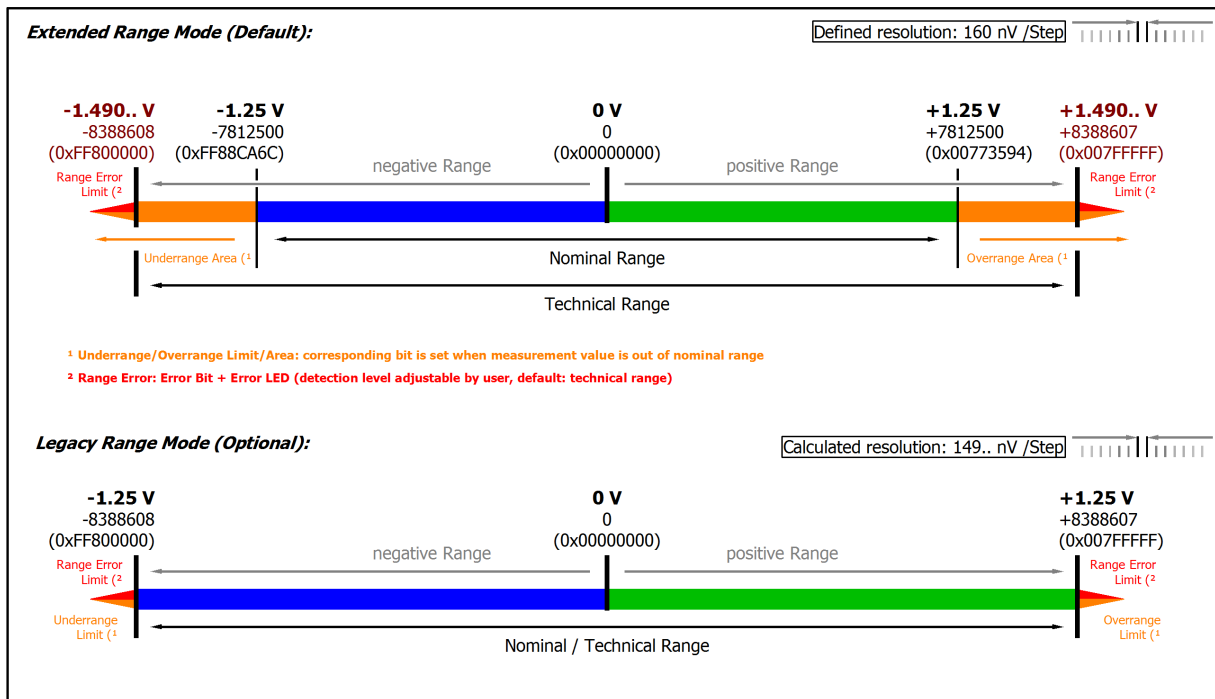 Extended Range Mode (Default):
Defined resolution: 160 nV /Step
-1.490.. V
-8388608
(0xFF800000)
-1.25 V
-7812500
(0xFF88CA6C)
0 V
0
(0x00000000)
+1.25 V
+7812500
(0x00773594)
+1.490.. V
+8388607
(0x007FFFFF)
negative Range
positive Range
Range Error
Limit (²
Range Error
Limit (²
Underrange Area (¹
Nominal Range
Overrange Area (¹
Technical Range
¹ Underrange/Overrange Limit/Area: corresponding bit is set when measurement value is out of nominal range
² Range Error: Error Bit + Error LED (detection level adjustable by user, default: technical range)
Legacy Range Mode (Optional):
Calculated resolution: 149.. nV /Step
-1.25 V
-8388608
(0xFF800000)
0 V
0
(0x00000000)
+1.25 V
+8388607
(0x007FFFFF)
negative Range
positive Range
Range Error
Limit (²
Range Error
Limit (²
Underrange
Limit (¹
Overrange
Limit (¹
Nominal / Technical Range